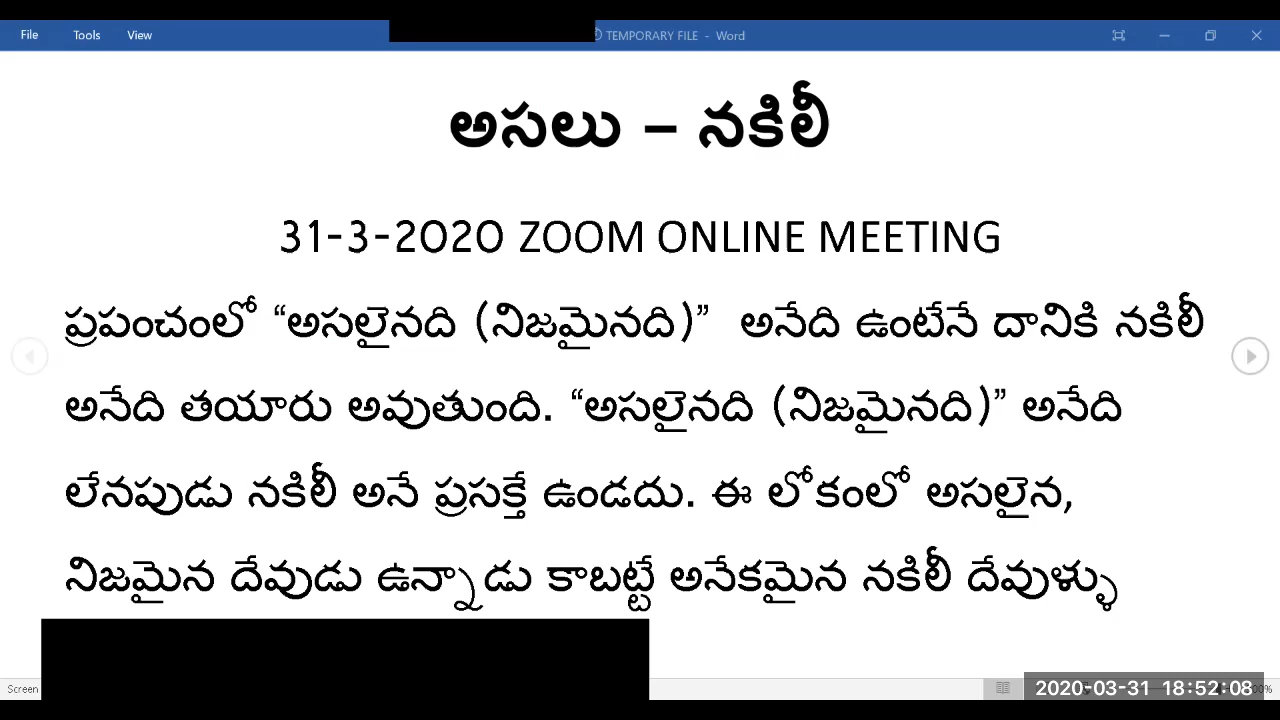 File Tools View TEMPORARY FILE - Word
అసలు – నకిలీ
31-3-2020 ZOOM ONLINE MEETING
ప్రపంచంలో “అసలైనది (నిజమైనది)” అనేది ఉంటేనే దానికి నకిలీ
అనేది తయారు అవుతుంది. “అసలైనది (నిజమైనది)” అనేది
లేనపుడు నకిలీ అనే ప్రసక్తే ఉండదు. ఈ లోకంలో అసలైన,
నిజమైన దేవుడు ఉన్నాడు కాబట్టే అనేకమైన నకిలీ దేవుళ్ళు
Screen 2020-03-31 18:52:08